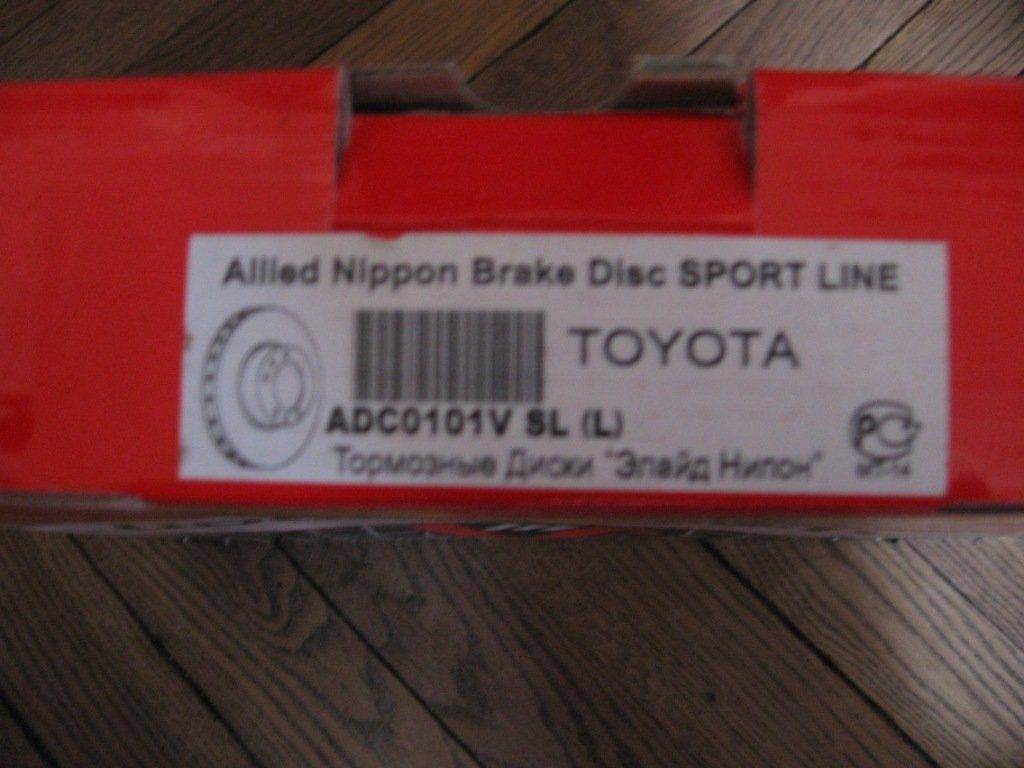 Allied Nippon Brake Disc SPORT LINE
TOYOTA
ADC0101V SL (L)
Тормозные Диски "Элайд Нипон"